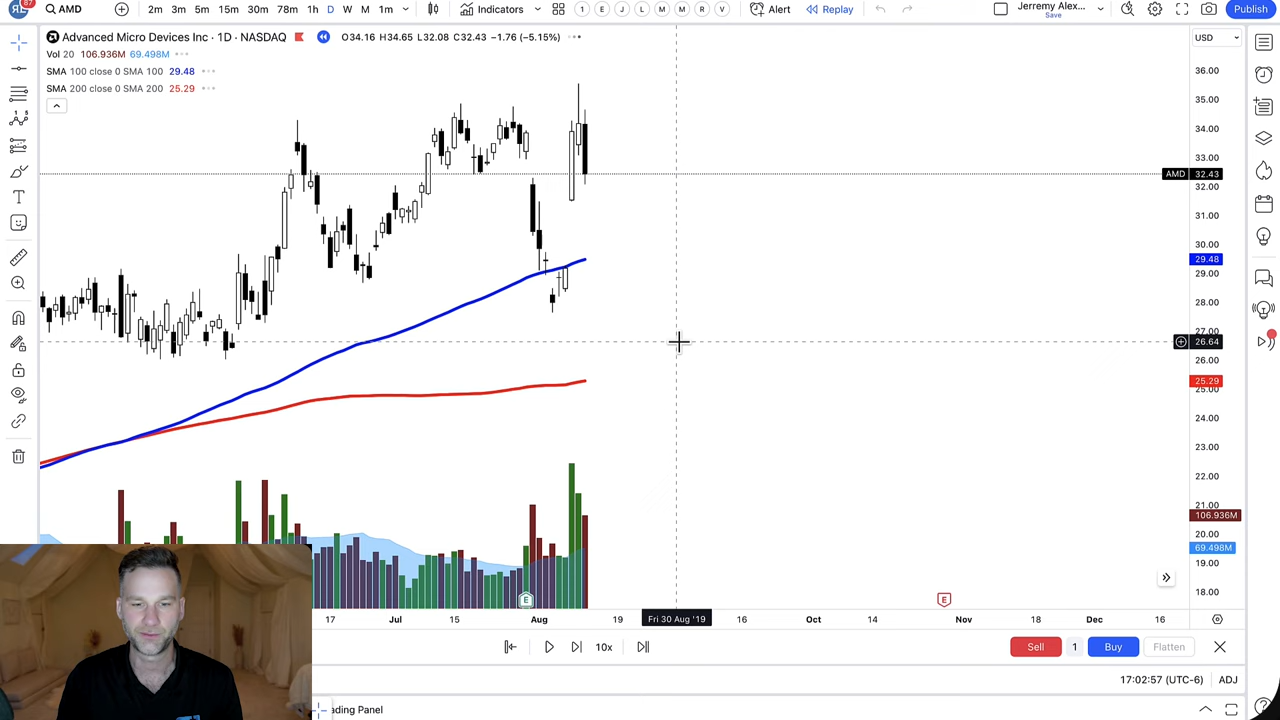 87
AMD
2m 3m 5m 15m 30m 78m 1h D W M 1m
Indicators
1 E J L M M R V
Alert
Replay
Jerremy Alex...
Save
Publish
Advanced Micro Devices Inc · 1D · NASDAQ
O34.16 H34.65 L32.08 C32.43 −1.76 (−5.15%)
USD
Vol 20 106.936M 69.498M
SMA 100 close 0 SMA 100 29.48
SMA 200 close 0 SMA 200 25.29
36.00
35.00
34.00
33.00
AMD 32.43
32.00
31.00
30.00
29.48
29.00
28.00
27.00
26.64
26.00
25.29
25.00
24.00
23.00
22.00
21.00
106.936M
20.00
69.498M
19.00
18.00
E
E
17 Jul 15 Aug 19 Fri 30 Aug '19 16 Oct 14 Nov 18 Dec 16
10x
Sell 1 Buy Flatten
17:02:57 (UTC-6) ADJ
ading Panel